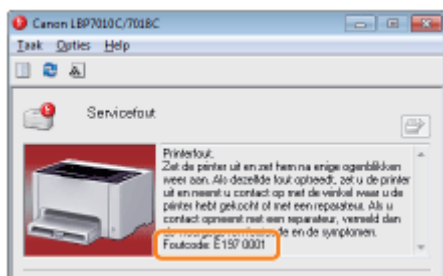 Canon LBP7010C/7018C
Taak Opties Help
Servicefout
Printerfout.
Zet de printer uit en zet hem na enige ogenblikken
weer aan. Als dezelfde fout optreedt, zet u de printer
uit en neemt u contact op met de winkel waar u de
printer hebt gekocht of met een reparateur. Als u
contact opneemt met een reparateur, vermeld dan
de en de symptomen.
Foutcode: E197 0001